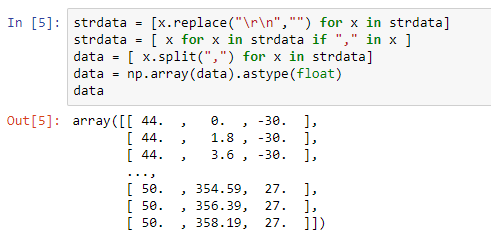 In [5]: strdata = [x.replace("\r\n","") for x in strdata]
strdata = [ x for x in strdata if "," in x ]
data = [ x.split(",") for x in strdata]
data = np.array(data).astype(float)
data
Out[5]: array([[ 44.  ,   0.  , -30.  ],
       [ 44.  ,   1.8 , -30.  ],
       [ 44.  ,   3.6 , -30.  ],
       ...,
       [ 50.  , 354.59,  27.  ],
       [ 50.  , 356.39,  27.  ],
       [ 50.  , 358.19,  27.  ]])